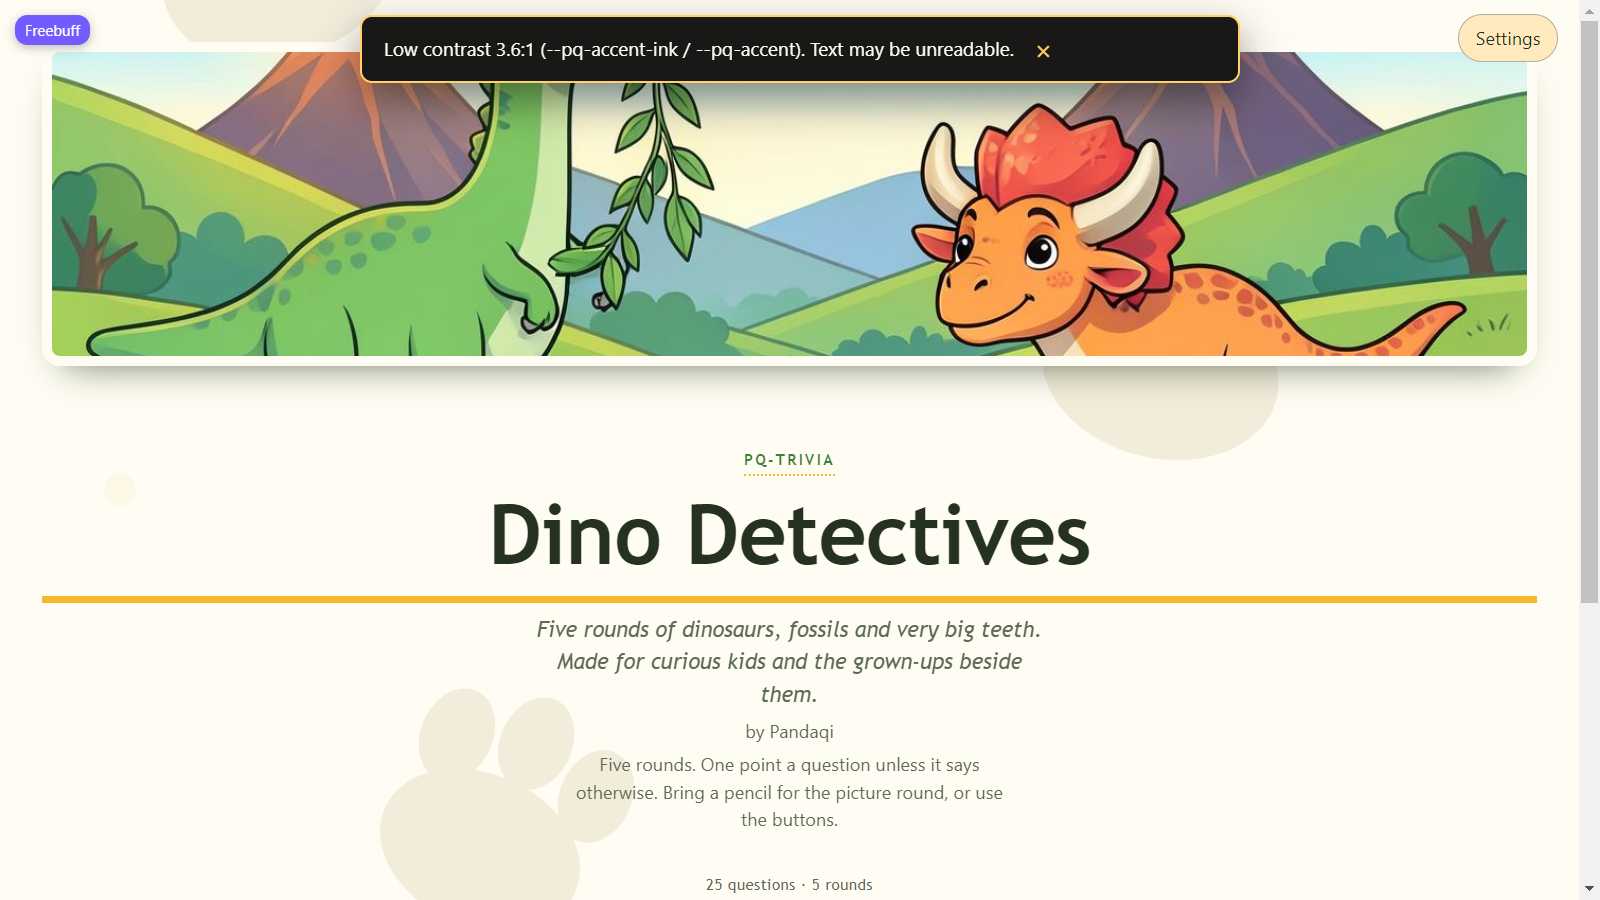 Freebuff
Low contrast 3.6:1 (--pq-accent-ink / --pq-accent). Text may be unreadable. ×
Settings
PQ-TRIVIA
Dino Detectives
Five rounds of dinosaurs, fossils and very big teeth.
Made for curious kids and the grown-ups beside
them.
by Pandaqi
Five rounds. One point a question unless it says
otherwise. Bring a pencil for the picture round, or use
the buttons.
25 questions · 5 rounds